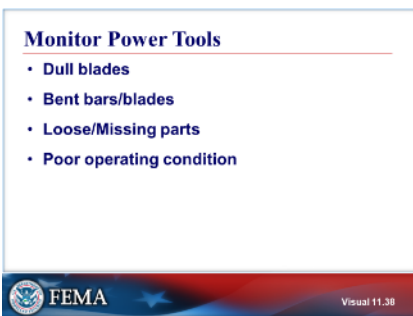 Monitor Power Tools
• Dull blades
• Bent bars/blades
• Loose/Missing parts
• Poor operating condition
FEMA
Visual 11.38